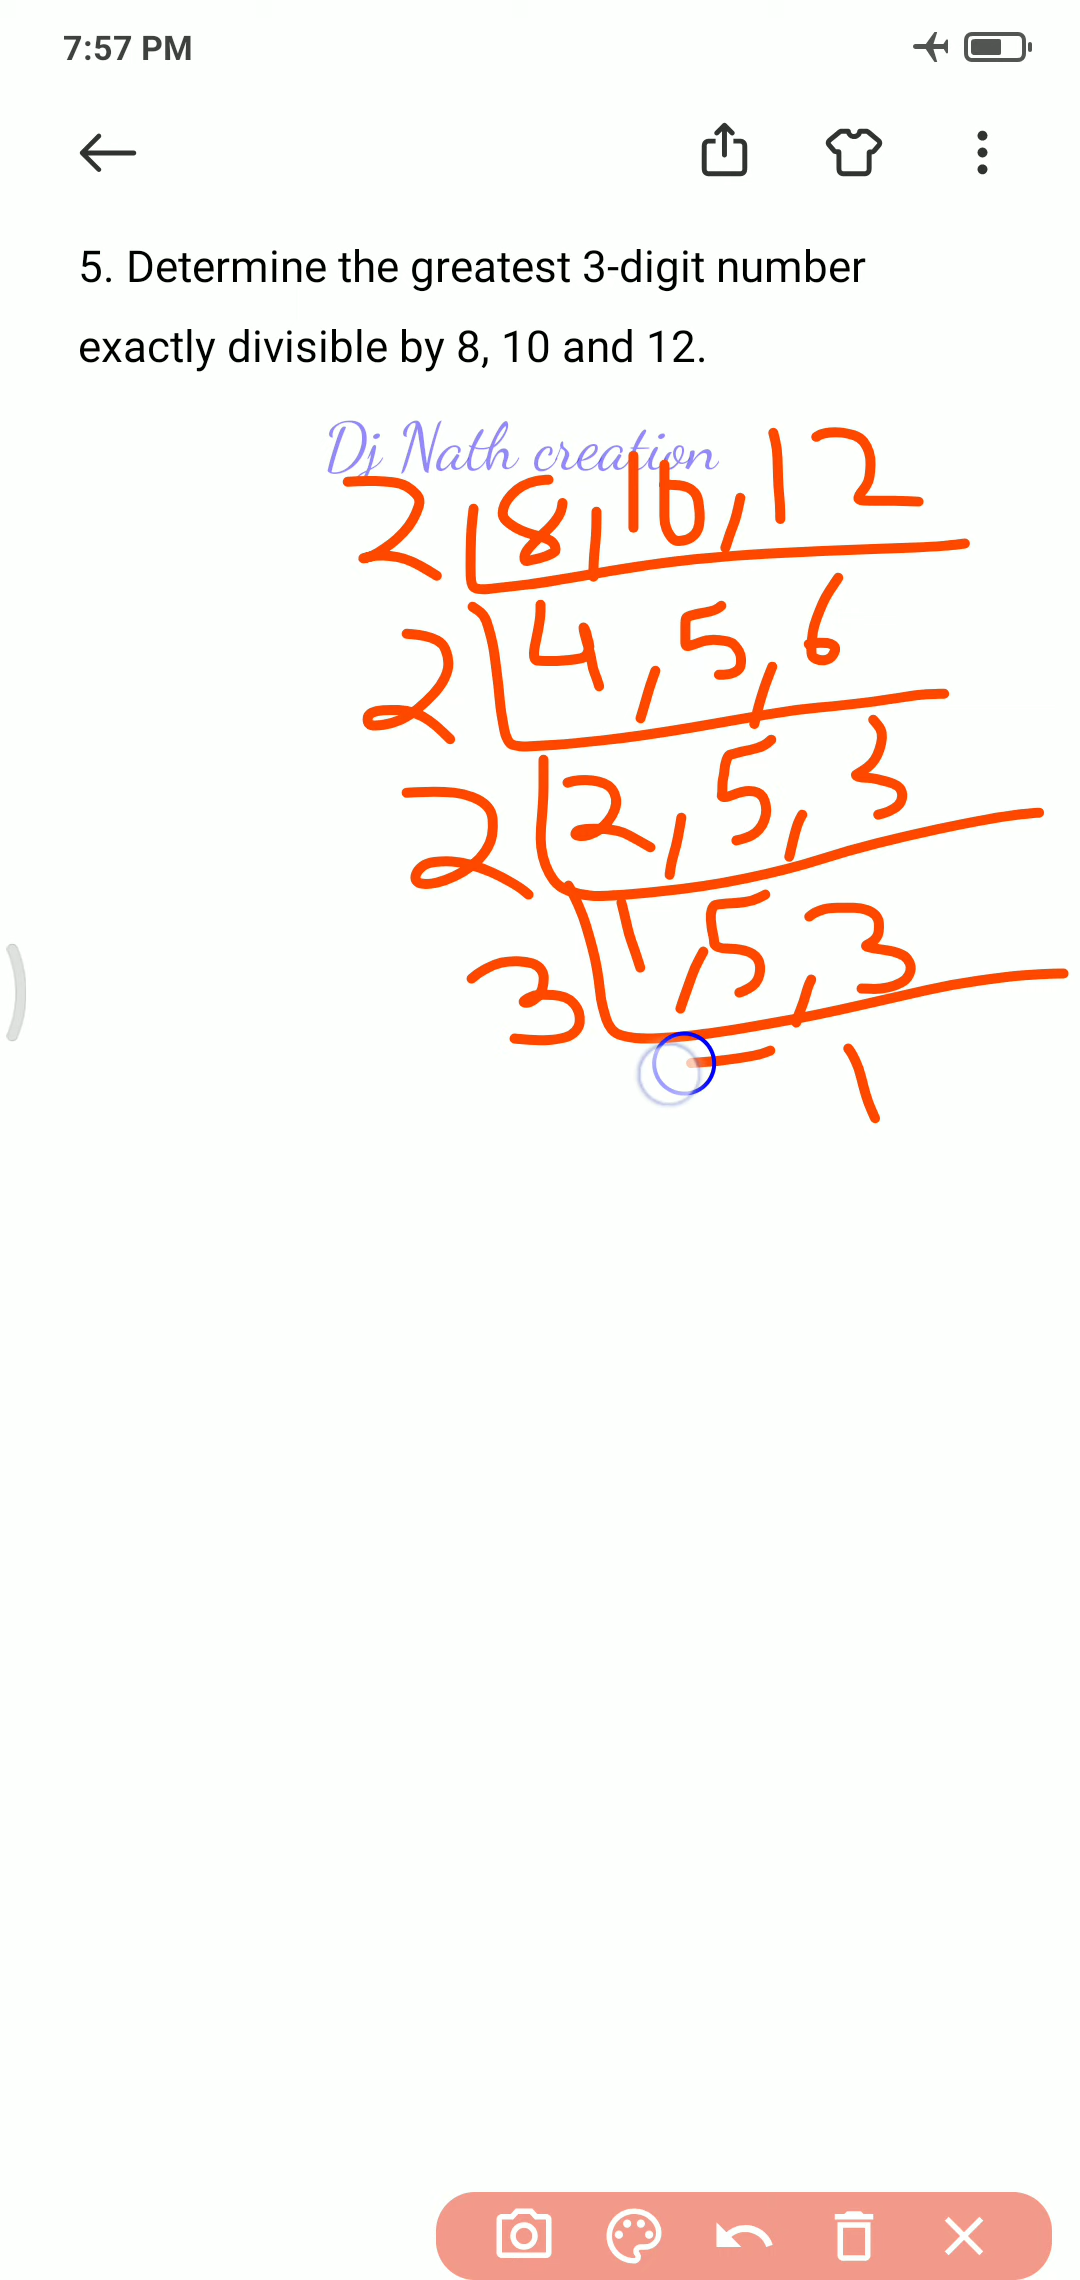 7:57 PM
5. Determine the greatest 3-digit number
exactly divisible by 8, 10 and 12.
Dj Nath creation
2 8, 10, 12
2 4, 5, 6
2 2, 5, 3
3 1, 5, 3
1